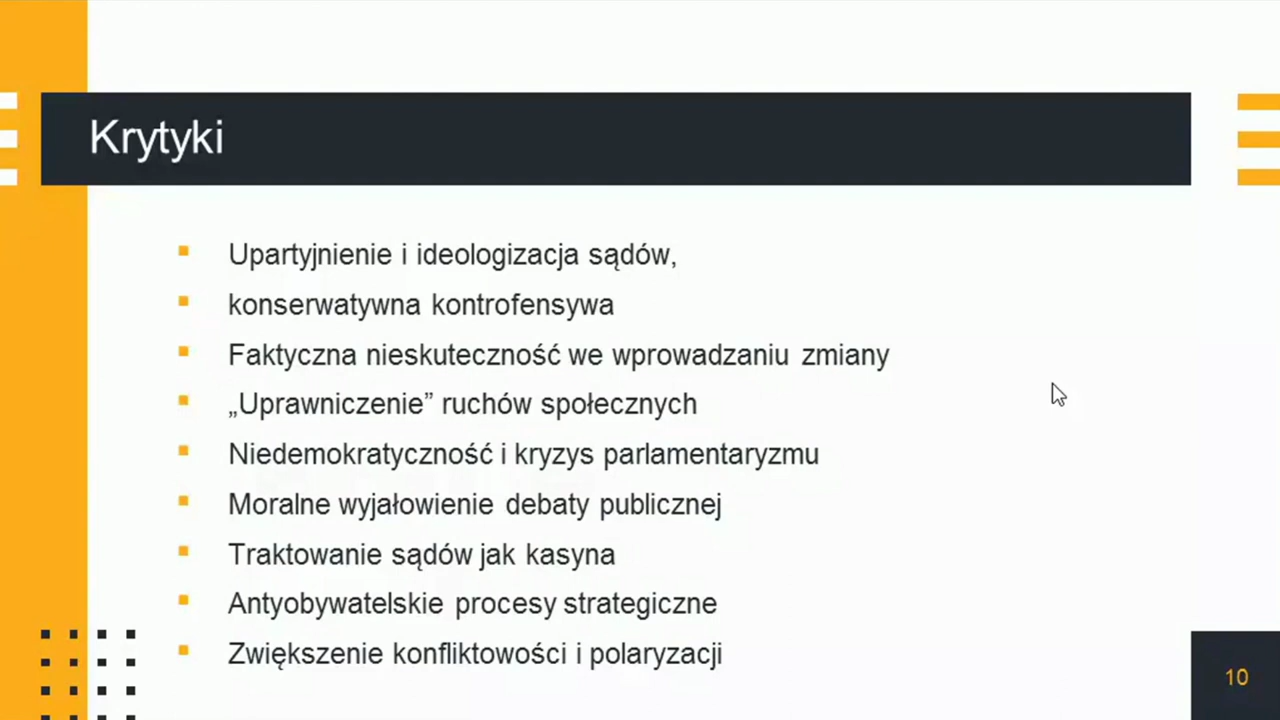 Krytyki
Upartyjnienie i ideologizacja sądów,
konserwatywna kontrofensywa
Faktyczna nieskuteczność we wprowadzaniu zmiany
„Uprawniczenie” ruchów społecznych
Niedemokratyczność i kryzys parlamentaryzmu
Moralne wyjałowienie debaty publicznej
Traktowanie sądów jak kasyna
Antyobywatelskie procesy strategiczne
Zwiększenie konfliktowości i polaryzacji
10